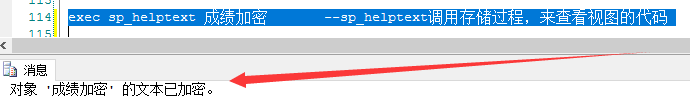 114 exec sp_helptext 成绩加密 --sp_helptext调用存储过程，来查看视图的代码
115
消息
对象 '成绩加密' 的文本已加密。